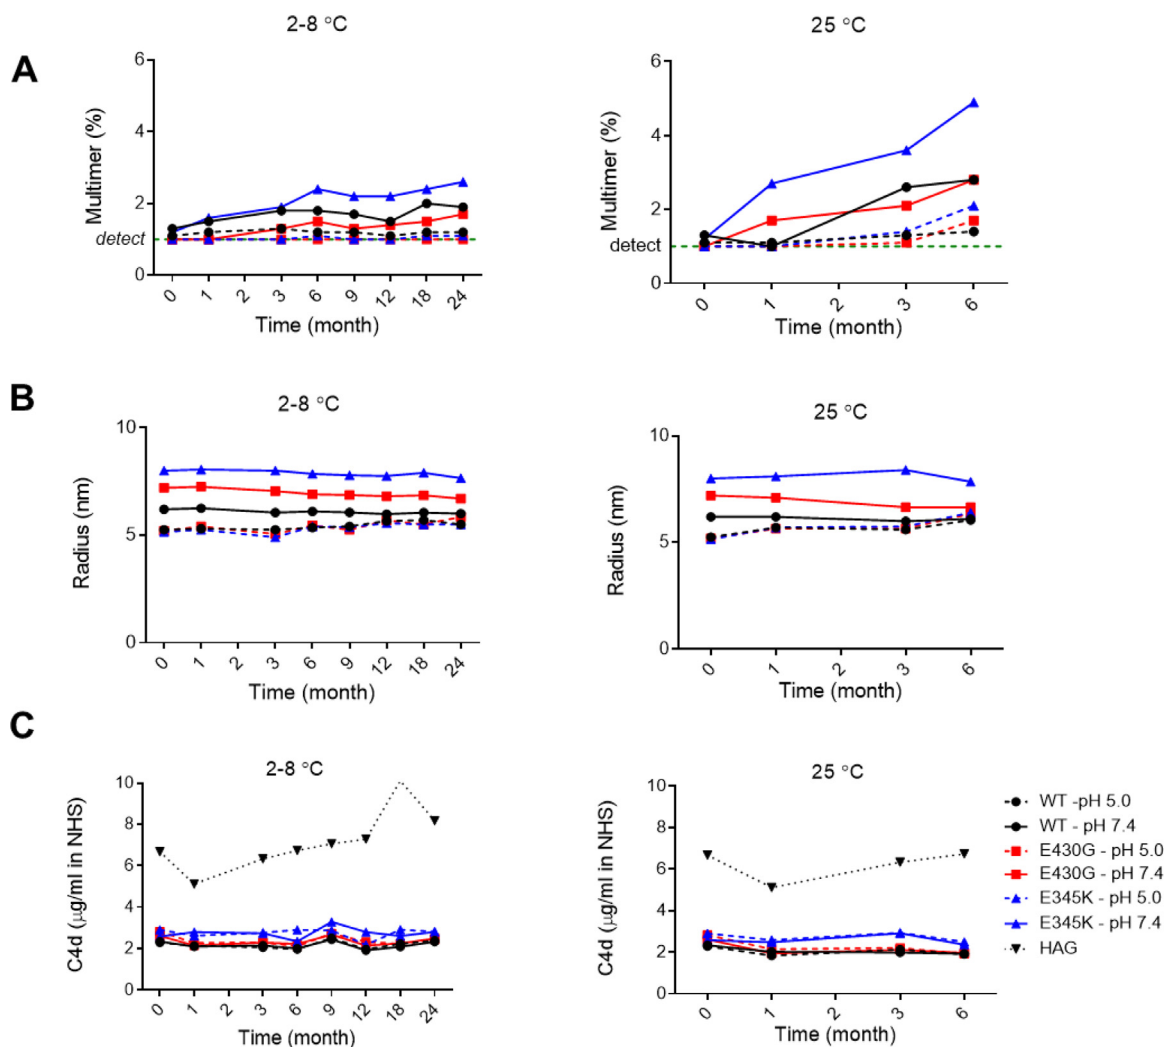 A
2-8 °C
Multimer (%)
6
4
2
detect
0
0 1 2 3 6 9 12 18 24
Time (month)
25 °C
Multimer (%)
6
4
2
detect
0
0 1 2 3 6
Time (month)
B
2-8 °C
Radius (nm)
10
5
0
0 1 2 3 6 9 12 18 24
Time (month)
25 °C
Radius (nm)
10
5
0
0 1 2 3 6
Time (month)
C
2-8 °C
C4d (μg/ml in NHS)
10
8
6
4
2
0
0 1 2 3 6 9 12 18 24
Time (month)
25 °C
C4d (μg/ml in NHS)
10
8
6
4
2
0
0 1 2 3 6
Time (month)
WT -pH 5.0
WT - pH 7.4
E430G - pH 5.0
E430G - pH 7.4
E345K - pH 5.0
E345K - pH 7.4
HAG